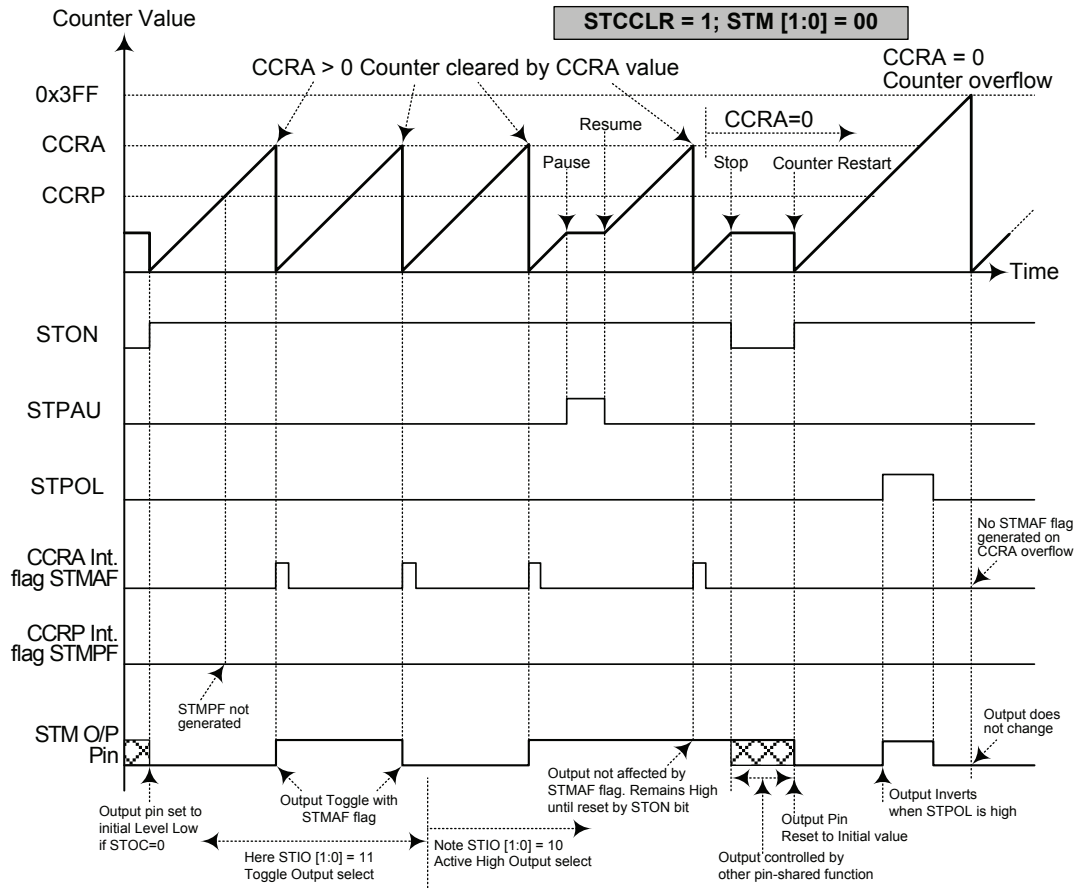 Counter Value
STCCLR = 1; STM [1:0] = 00
CCRA > 0 Counter cleared by CCRA value
CCRA = 0
Counter overflow
0x3FF
CCRA
CCRP
Pause
Resume
CCRA=0
Stop
Counter Restart
Time
STON
STPAU
STPOL
CCRA Int.
flag STMAF
No STMAF flag
generated on
CCRA overflow
CCRP Int.
flag STMPF
STMPF not
generated
STM O/P
Pin
Output does
not change
Output pin set to
initial Level Low
if STOC=0
Output Toggle with
STMAF flag
Output not affected by
STMAF flag. Remains High
until reset by STON bit
Output Inverts
when STPOL is high
Output Pin
Reset to Initial value
Here STIO [1:0] = 11
Toggle Output select
Note STIO [1:0] = 10
Active High Output select
Output controlled by
other pin-shared function